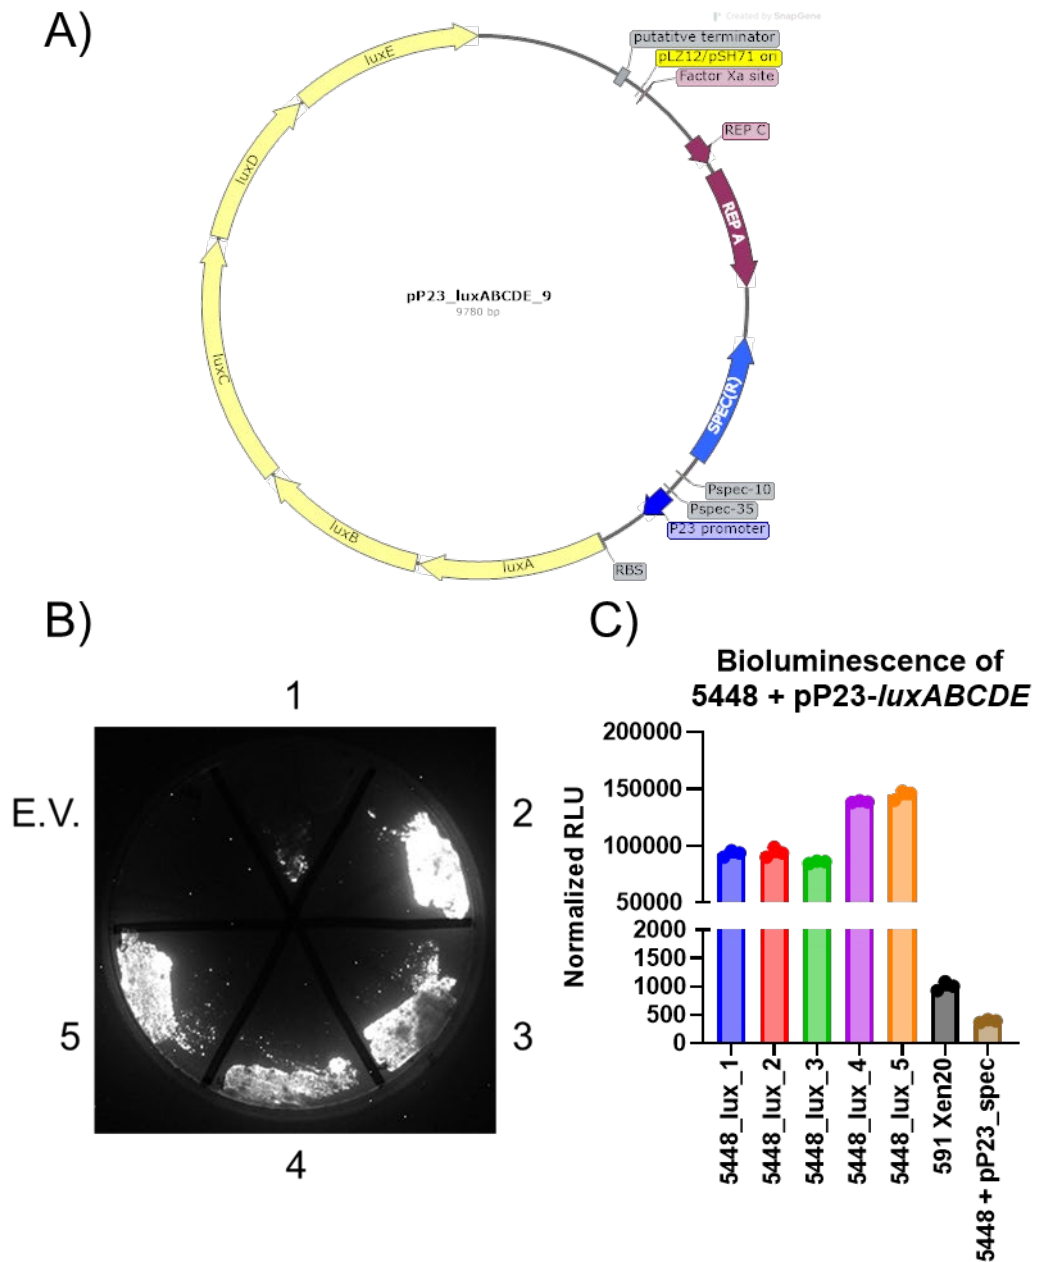 A)
Created by SnapGene
putatitve terminator
pLZ12/pSH71 ori
Factor Xa site
REP C
REP A
SPEC(R)
Pspec-10
Pspec-35
P23 promoter
RBS
luxA
luxB
luxC
luxD
luxE
pP23_luxABCDE_9
9780 bp
B)
1
2
3
4
5
E.V.
C)
Bioluminescence of
5448 + pP23-luxABCDE
Normalized RLU
200000
150000
100000
50000
2000
1500
1000
500
0
5448_lux_1
5448_lux_2
5448_lux_3
5448_lux_4
5448_lux_5
591 Xen20
5448 + pP23_spec